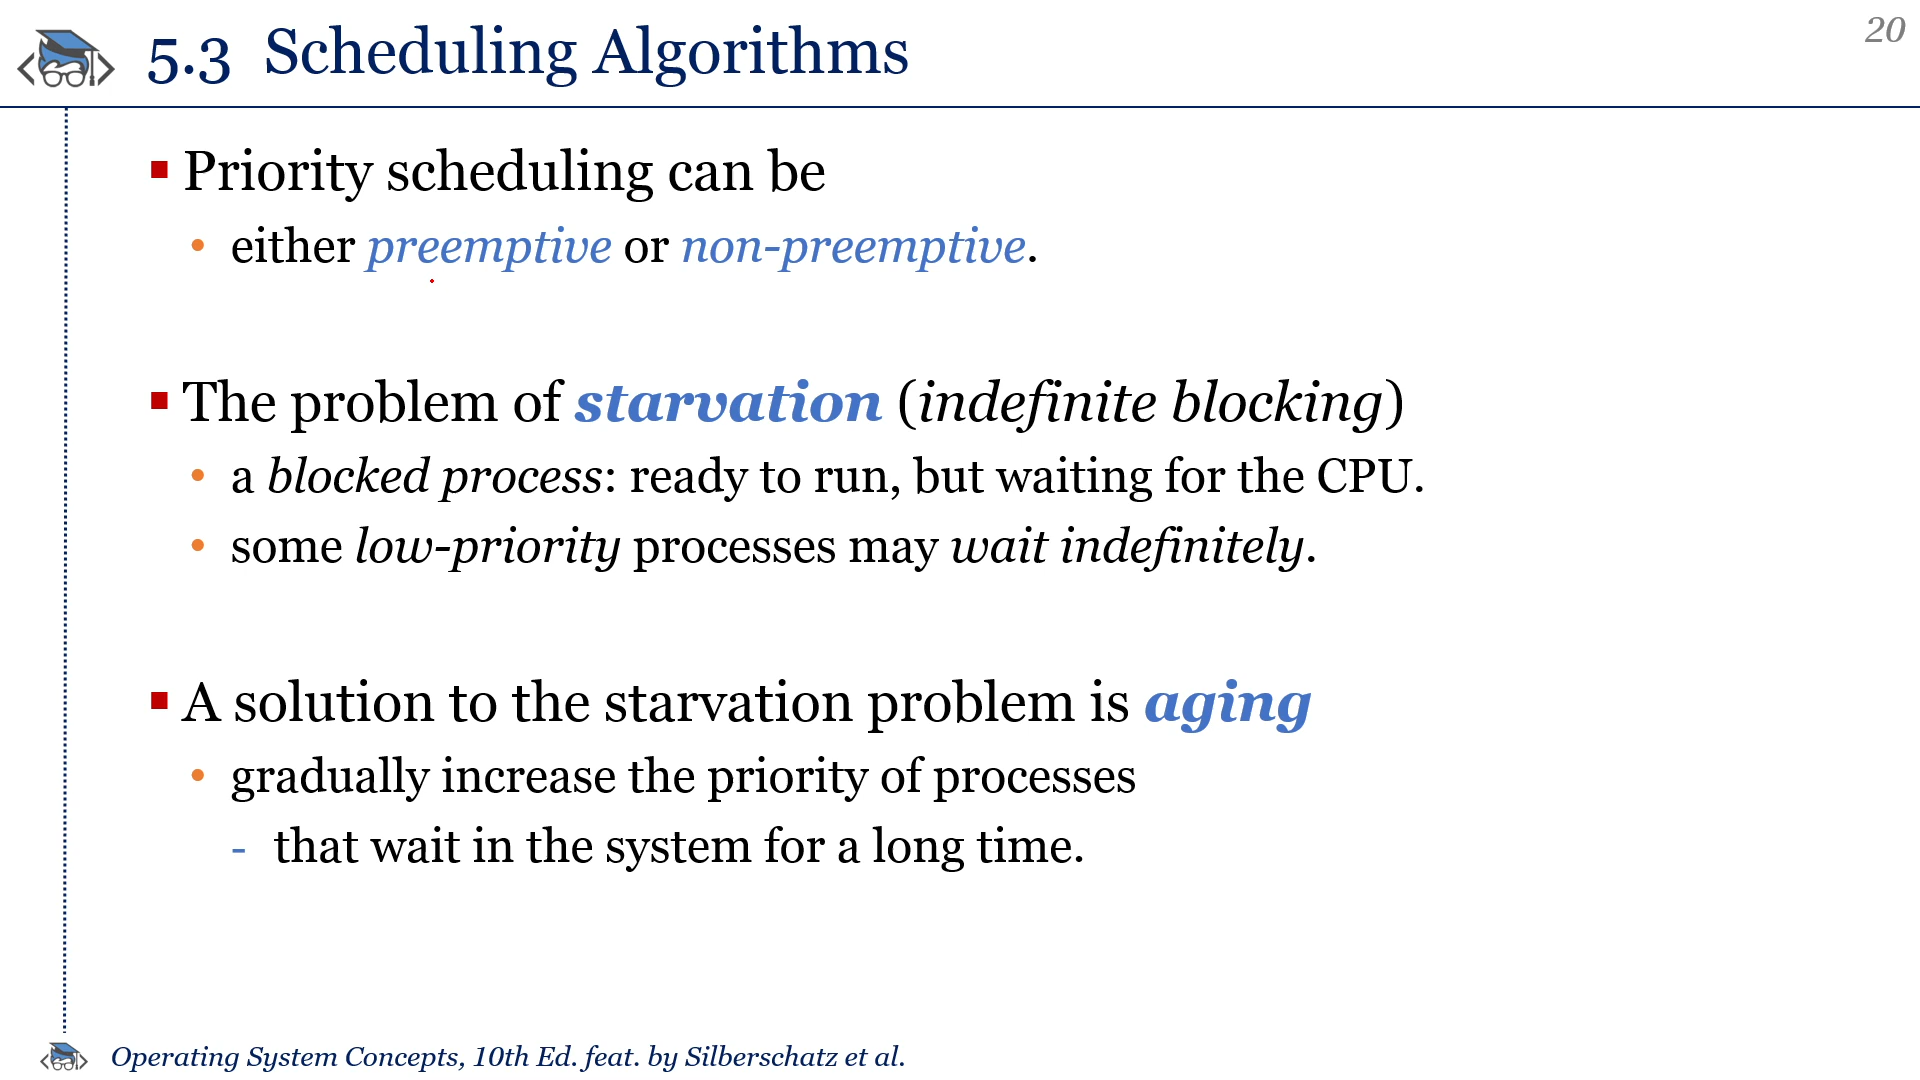 20
5.3 Scheduling Algorithms
▪ Priority scheduling can be
• either preemptive or non-preemptive.
▪ The problem of starvation (indefinite blocking)
• a blocked process: ready to run, but waiting for the CPU.
• some low-priority processes may wait indefinitely.
▪ A solution to the starvation problem is aging
• gradually increase the priority of processes
- that wait in the system for a long time.
Operating System Concepts, 10th Ed. feat. by Silberschatz et al.